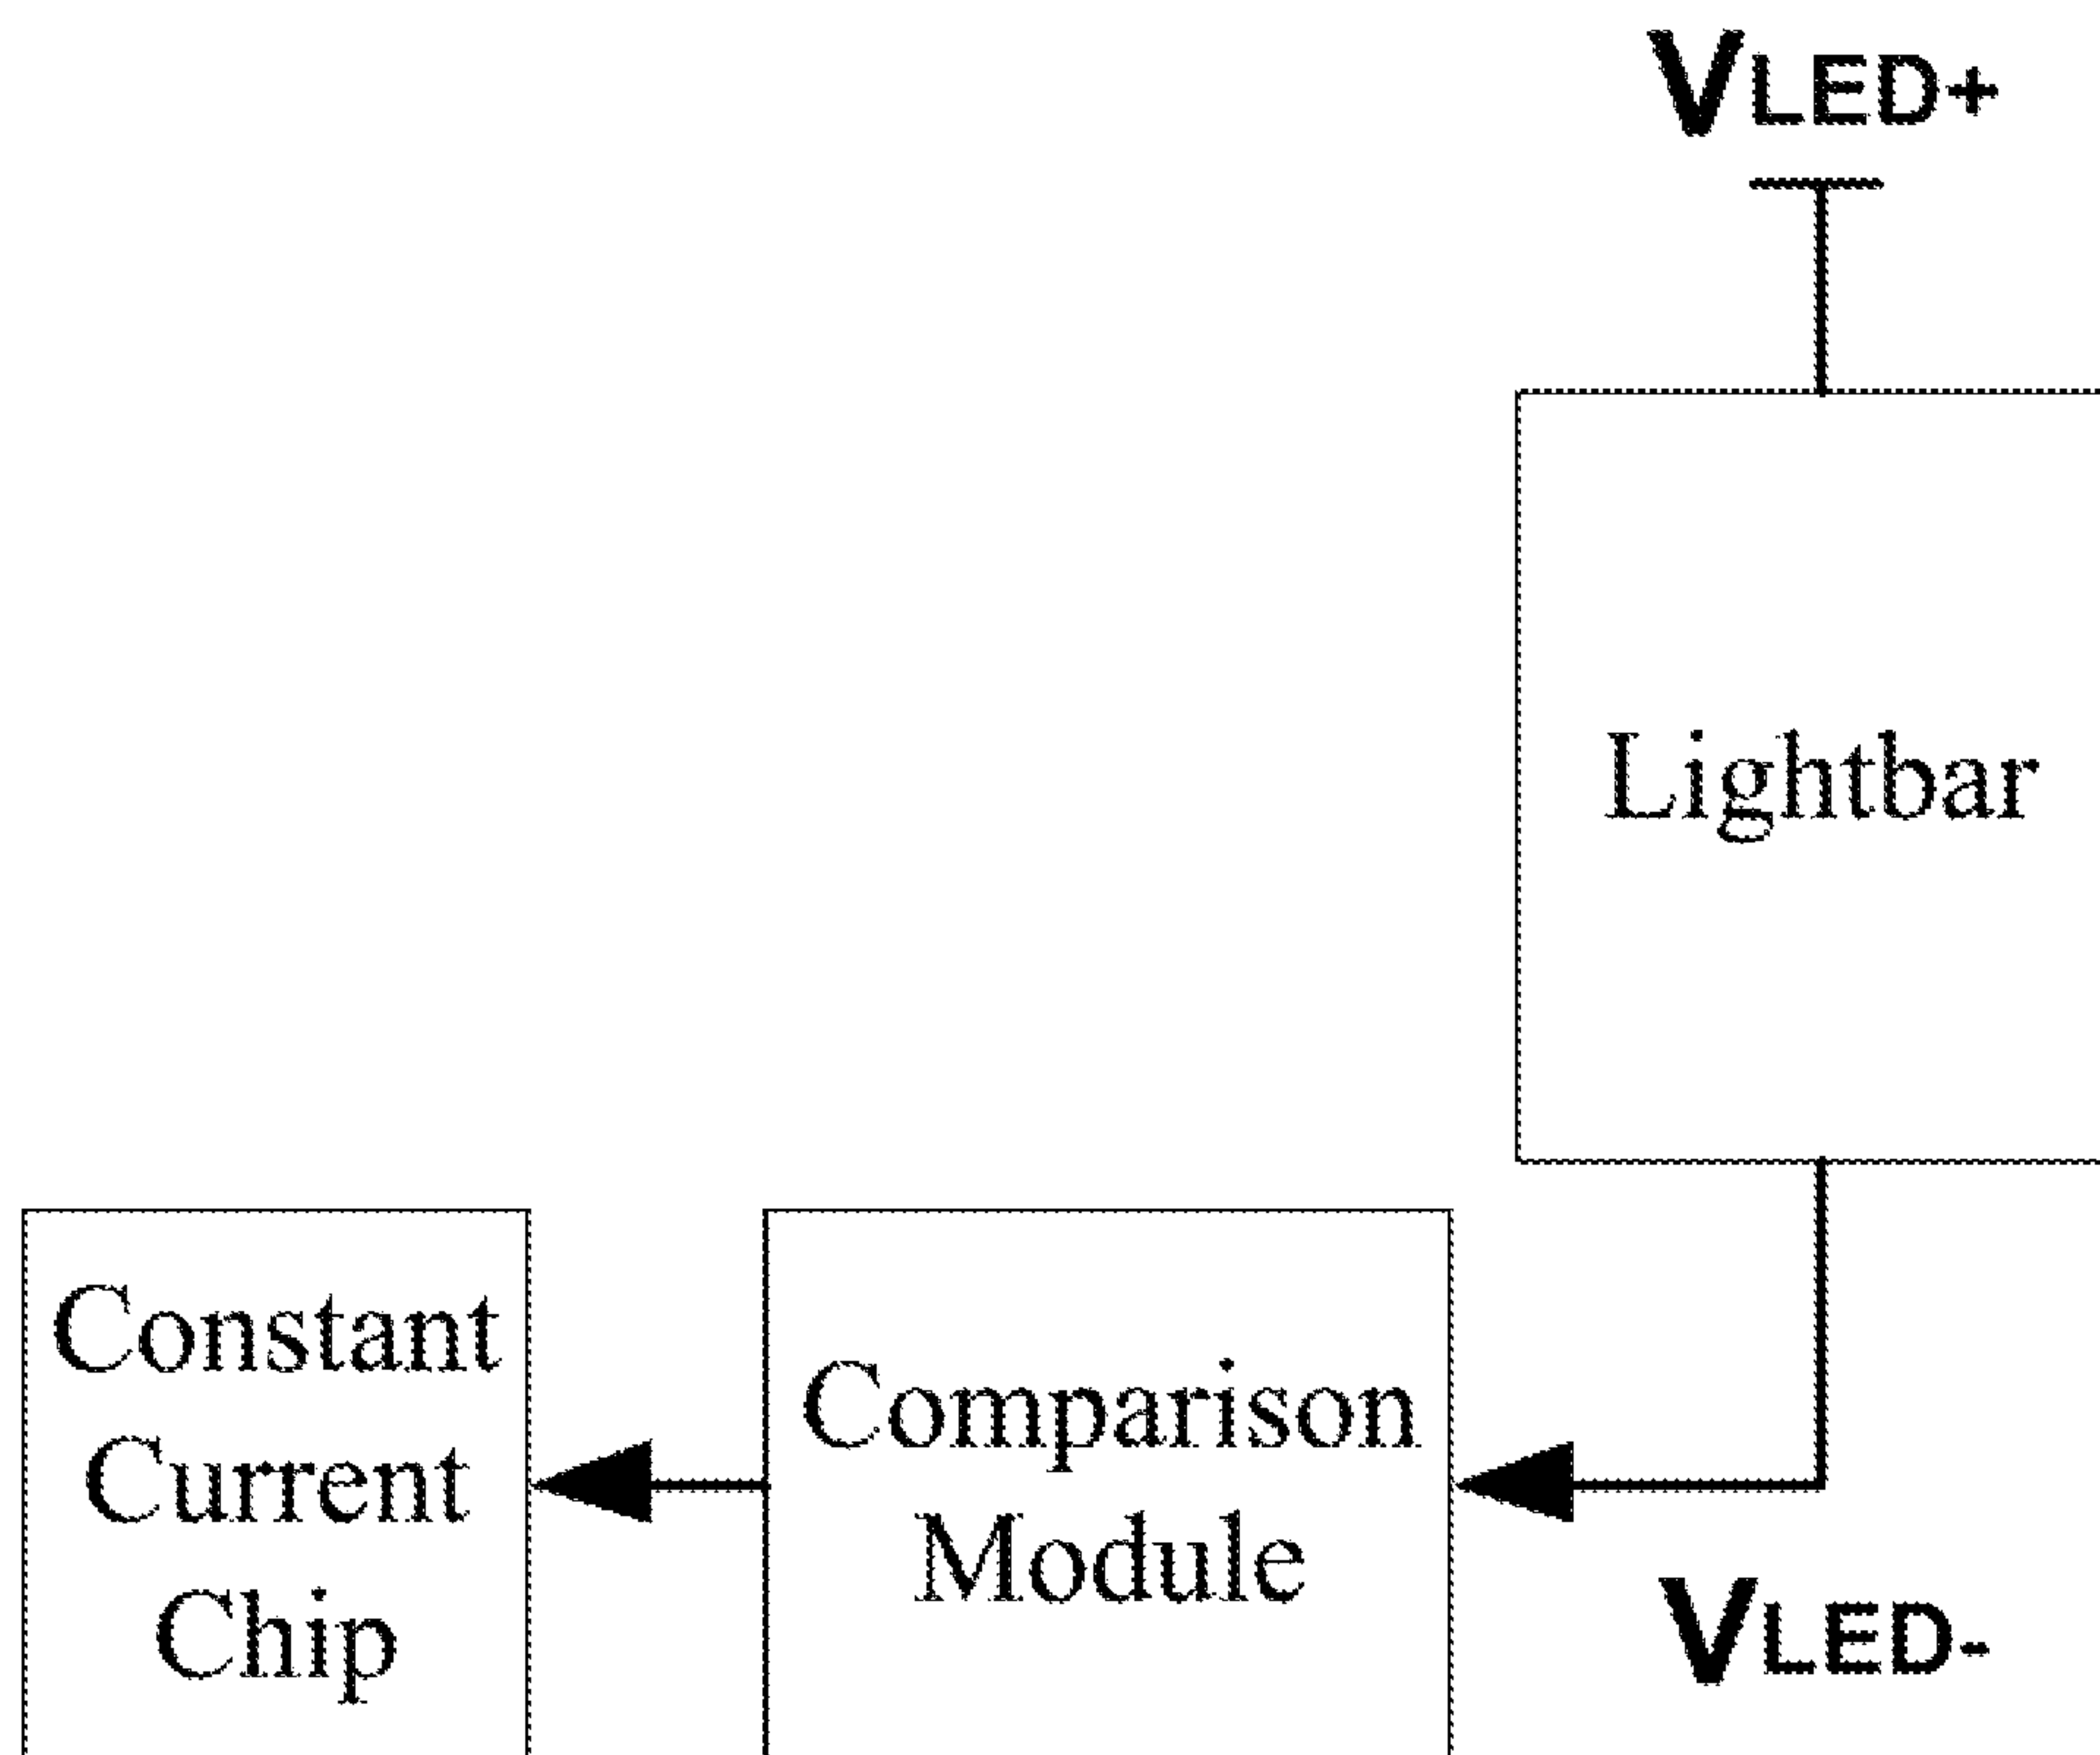 VLED+
Lightbar
Constant
Current
Chip
Comparison
Module
VLED-